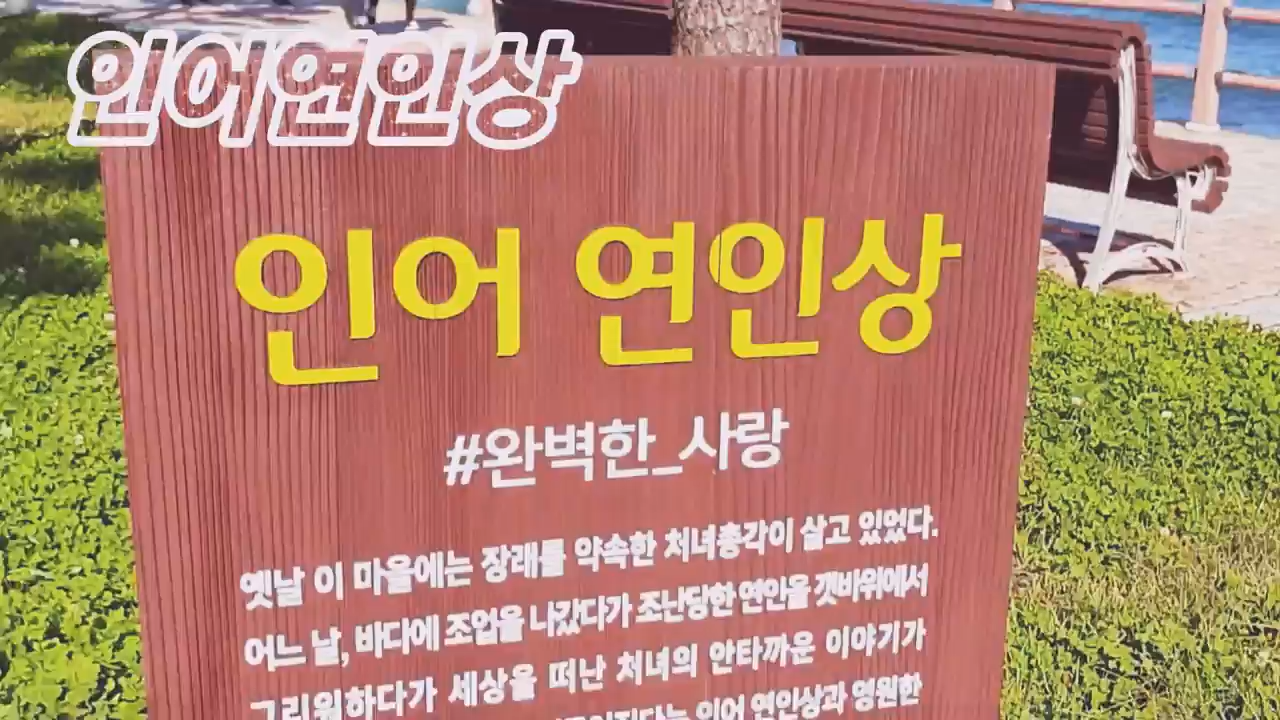 인어연인상
인어 연인상
#완벽한_사랑
옛날 이 마을에는 장래를 약속한 처녀총각이 살고 있었다.
어느 날, 바다에 조업을 나갔다가 조난당한 연인을 갯바위에서
그리워하다가 세상을 떠난 처녀의 안타까운 이야기가
인어 연인상과 영원한